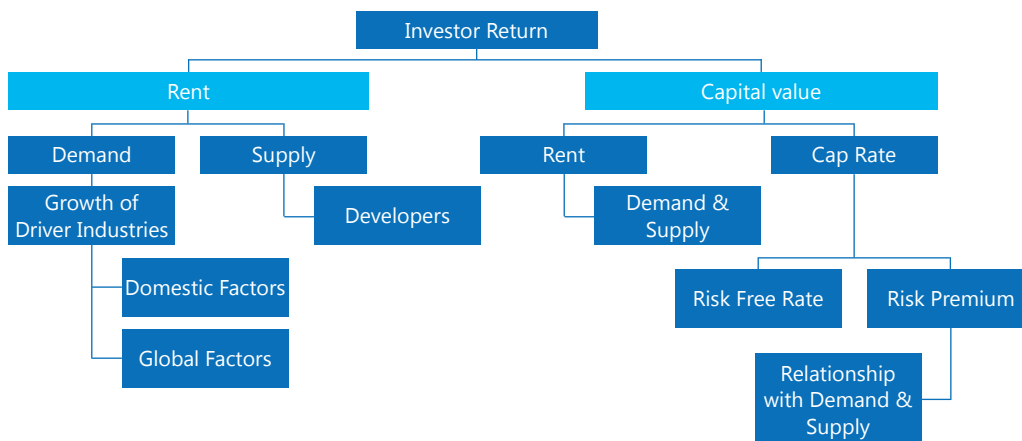 Investor Return
Rent
Capital value
Demand
Supply
Rent
Cap Rate
Growth of
Driver Industries
Developers
Demand &
Supply
Domestic Factors
Risk Free Rate
Risk Premium
Global Factors
Relationship
with Demand &
Supply